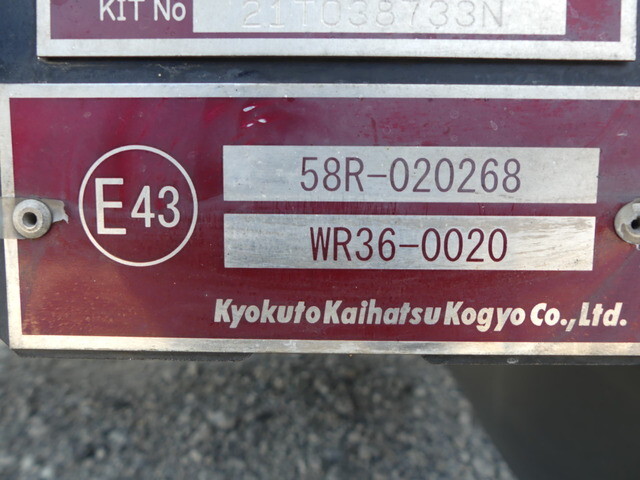 KIT No 21T038733N
E43
58R-020268
WR36-0020
Kyokuto Kaihatsu Kogyo Co., Ltd.